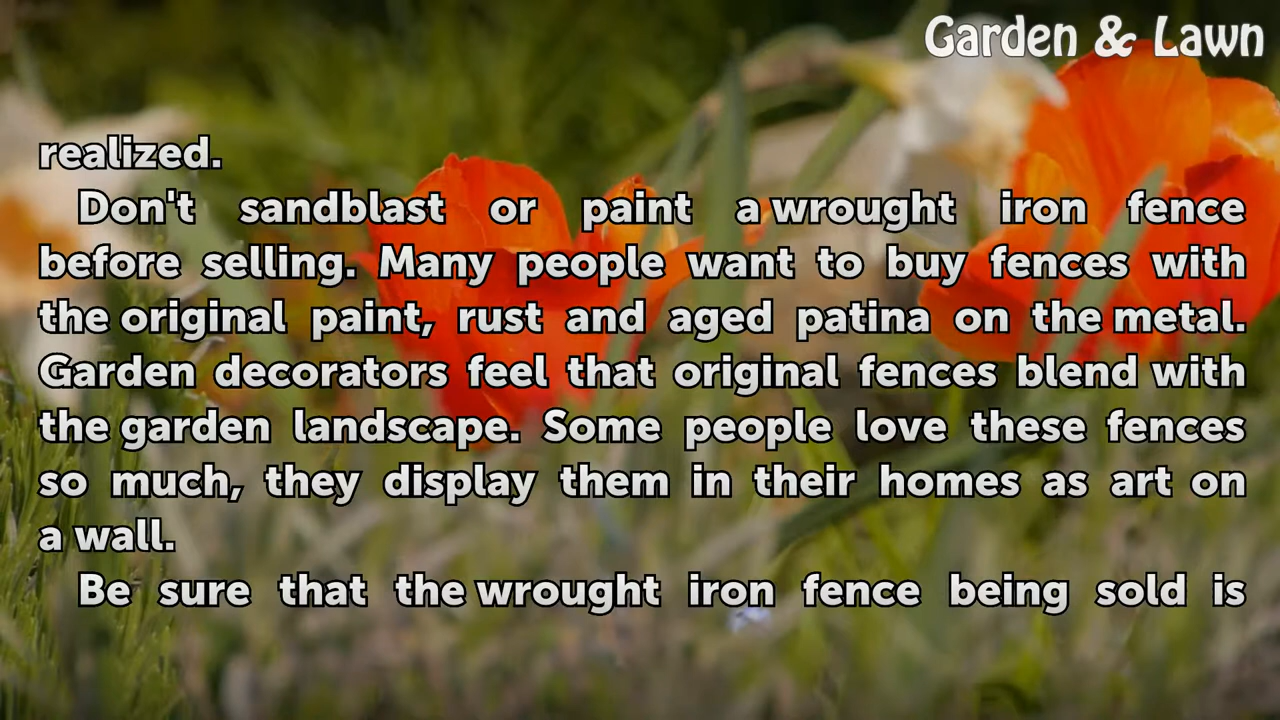 Garden & Lawn
realized.
Don't sandblast or paint a wrought iron fence
before selling. Many people want to buy fences with
the original paint, rust and aged patina on the metal.
Garden decorators feel that original fences blend with
the garden landscape. Some people love these fences
so much, they display them in their homes as art on
a wall.
Be sure that the wrought iron fence being sold is